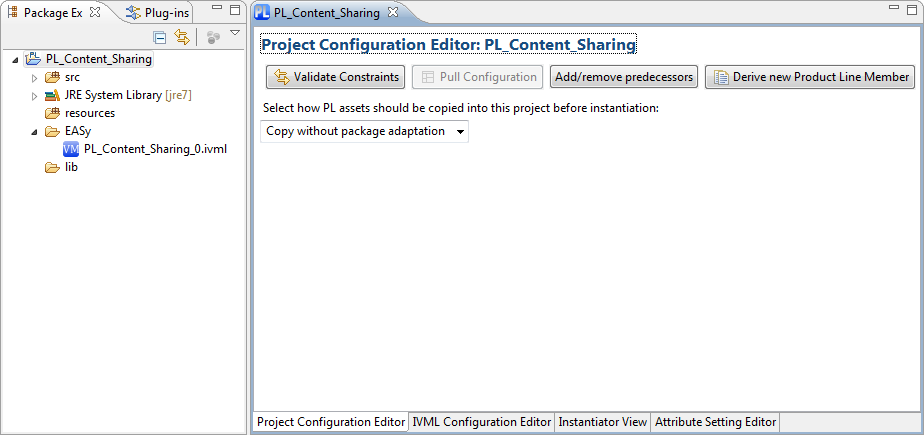 Package Ex
Plug-ins
PL_Content_Sharing
src
JRE System Library [jre7]
resources
EASy
VM PL_Content_Sharing_0.ivml
lib
PL PL_Content_Sharing
Project Configuration Editor: PL_Content_Sharing
Validate Constraints
Pull Configuration
Add/remove predecessors
Derive new Product Line Member
Select how PL assets should be copied into this project before instantiation:
Copy without package adaptation
Project Configuration Editor
IVML Configuration Editor
Instantiator View
Attribute Setting Editor